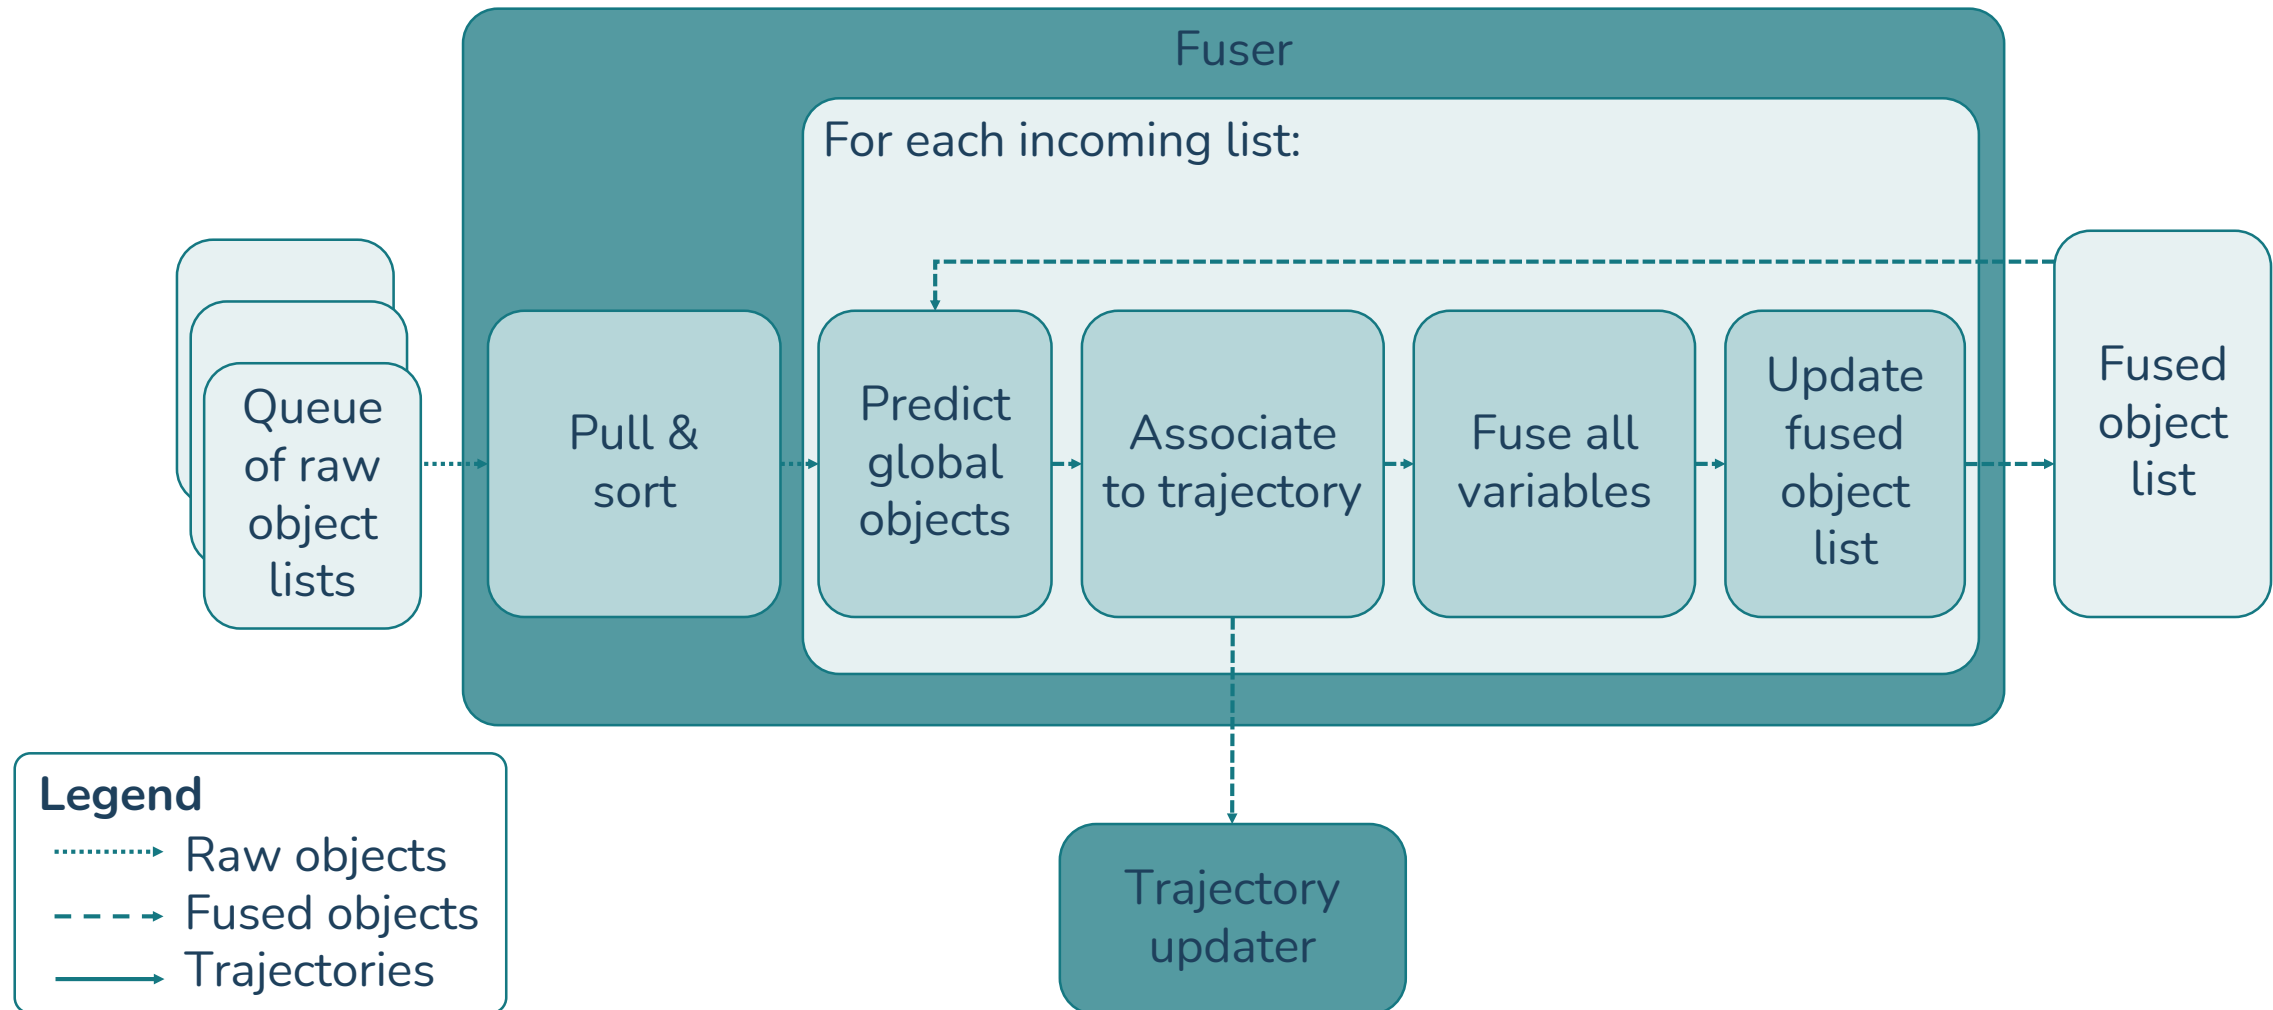 Fuser
For each incoming list:
Queue
of raw
object
lists
Pull &
sort
Predict
global
objects
Associate
to trajectory
Fuse all
variables
Update
fused
object
list
Fused
object
list
Trajectory
updater
Legend
Raw objects
Fused objects
Trajectories